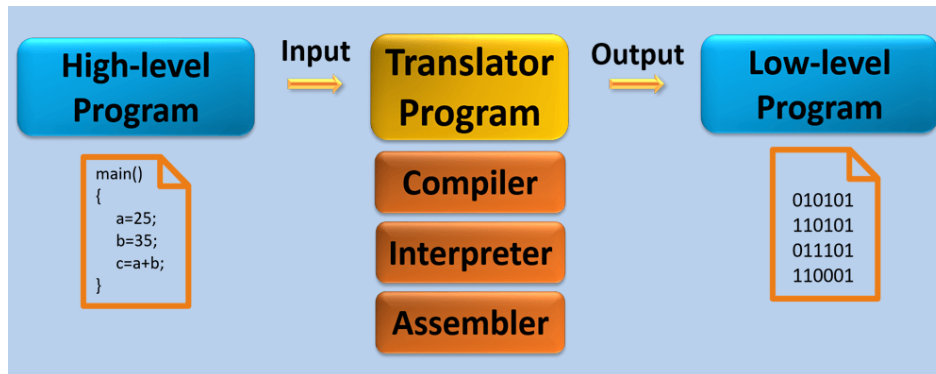 High-level
Program
Input
Translator
Program
Output
Low-level
Program
main()
{
a=25;
b=35;
c=a+b;
}
Compiler
Interpreter
Assembler
010101
110101
011101
110001